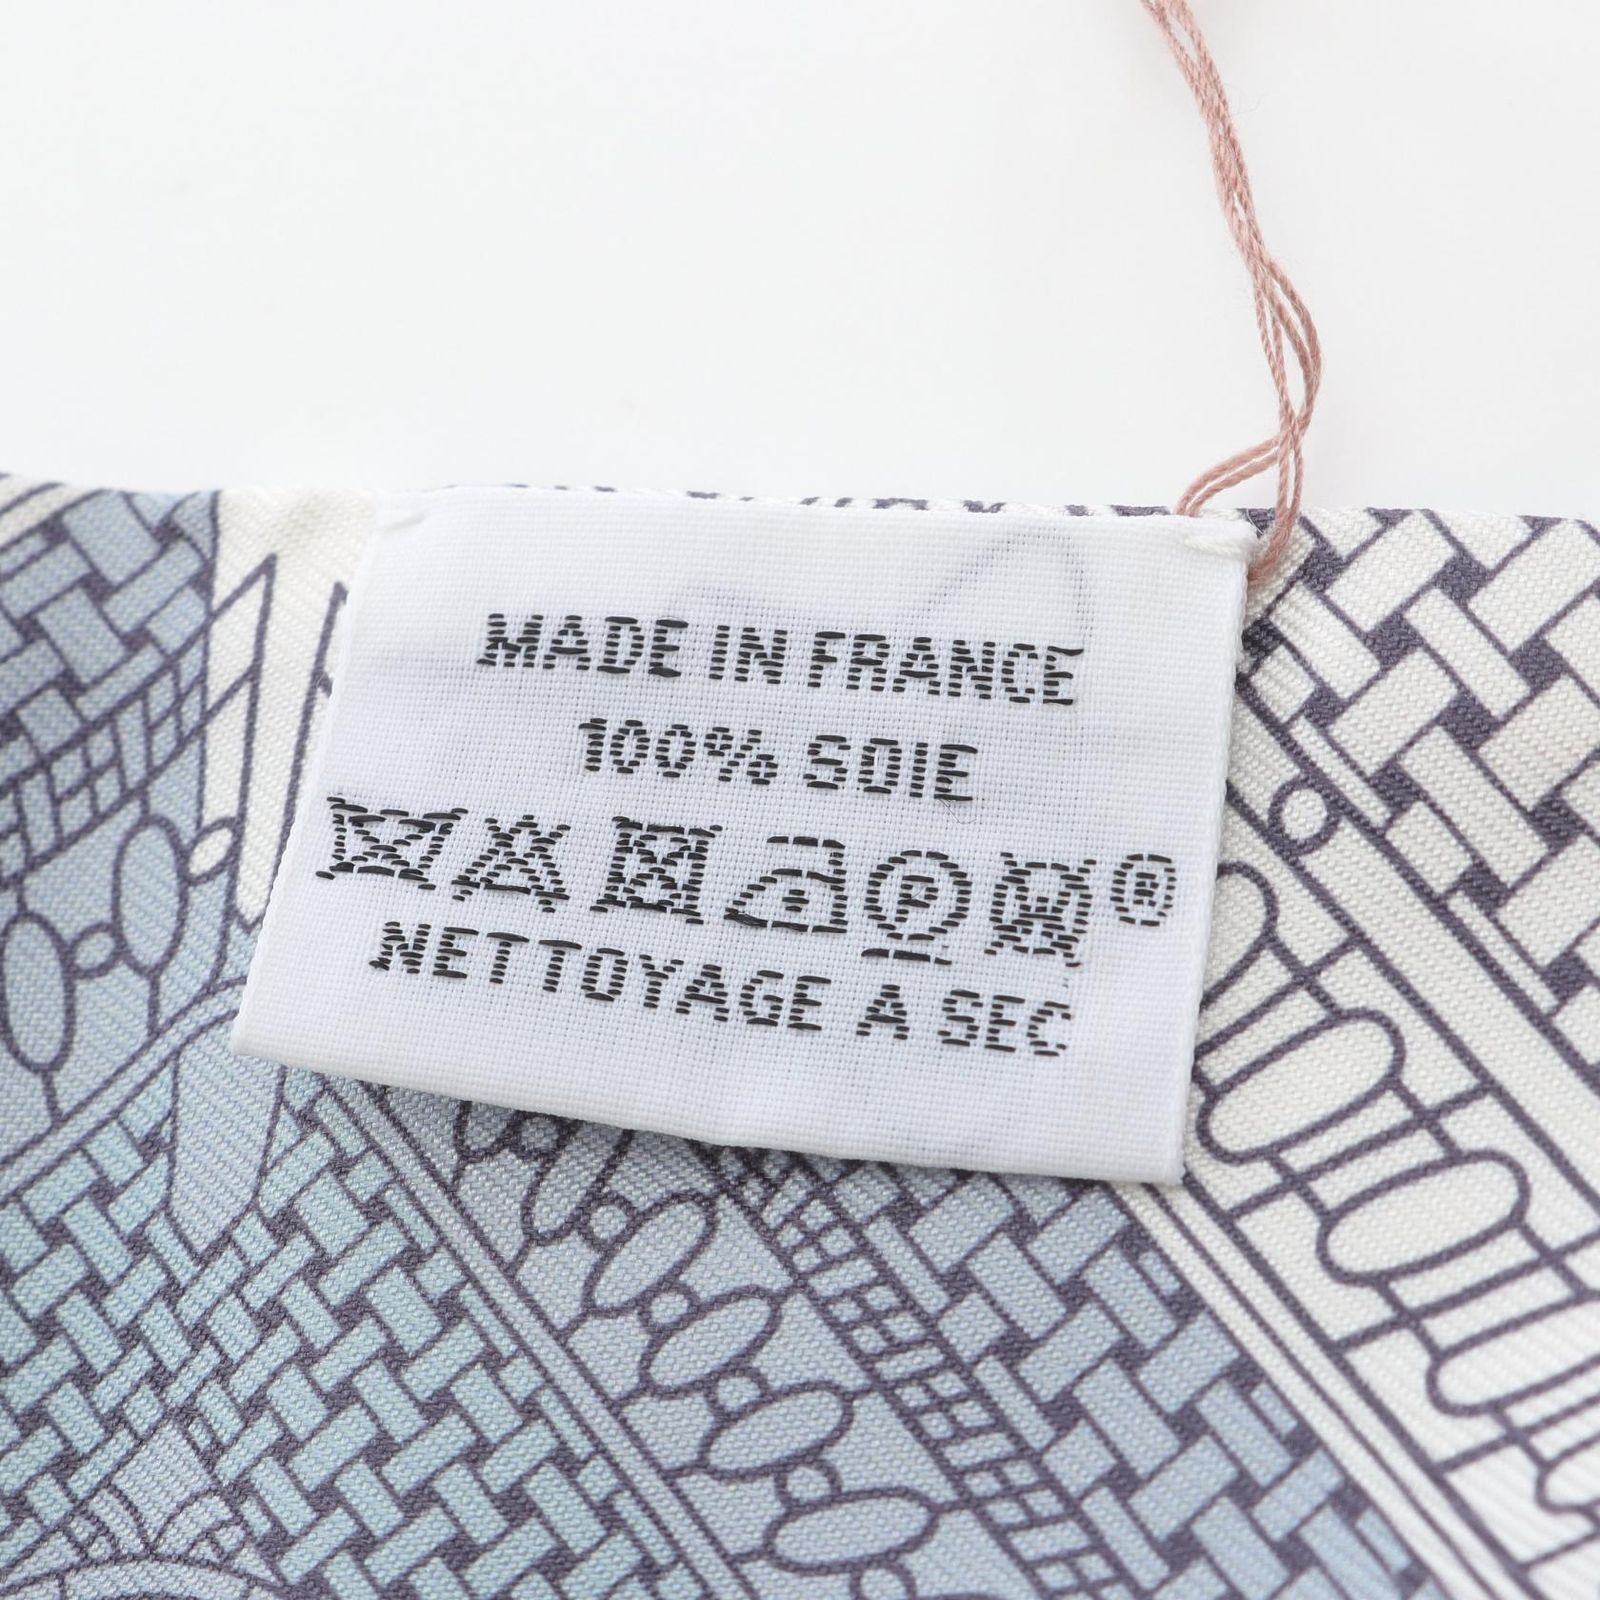 MADE IN FRANCE
100% SOIE
P ®
NETTOYAGE A SEC